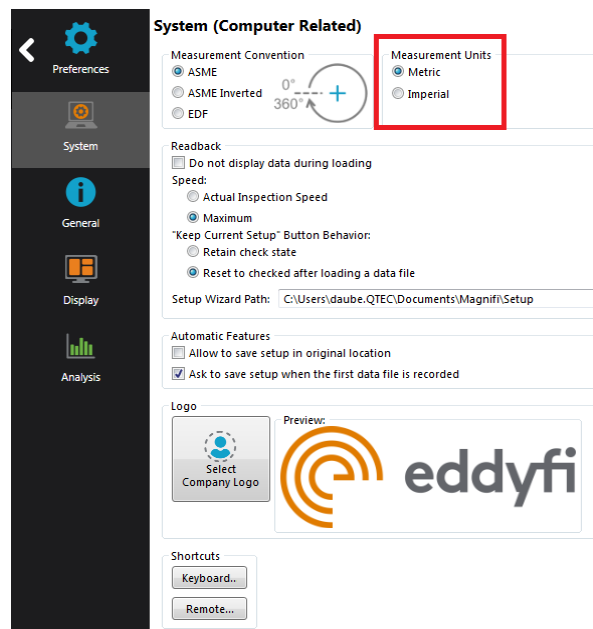 System (Computer Related)
Preferences
System
General
Display
Analysis
Measurement Convention
ASME
ASME Inverted
EDF
0°
360°
Measurement Units
Metric
Imperial
Readback
Do not display data during loading
Speed:
Actual Inspection Speed
Maximum
"Keep Current Setup" Button Behavior:
Retain check state
Reset to checked after loading a data file
Setup Wizard Path: C:\Users\daube.QTEC\Documents\Magnifi\Setup
Automatic Features
Allow to save setup in original location
Ask to save setup when the first data file is recorded
Logo
Select
Company Logo
Preview:
eddyfi
Shortcuts
Keyboard..
Remote...